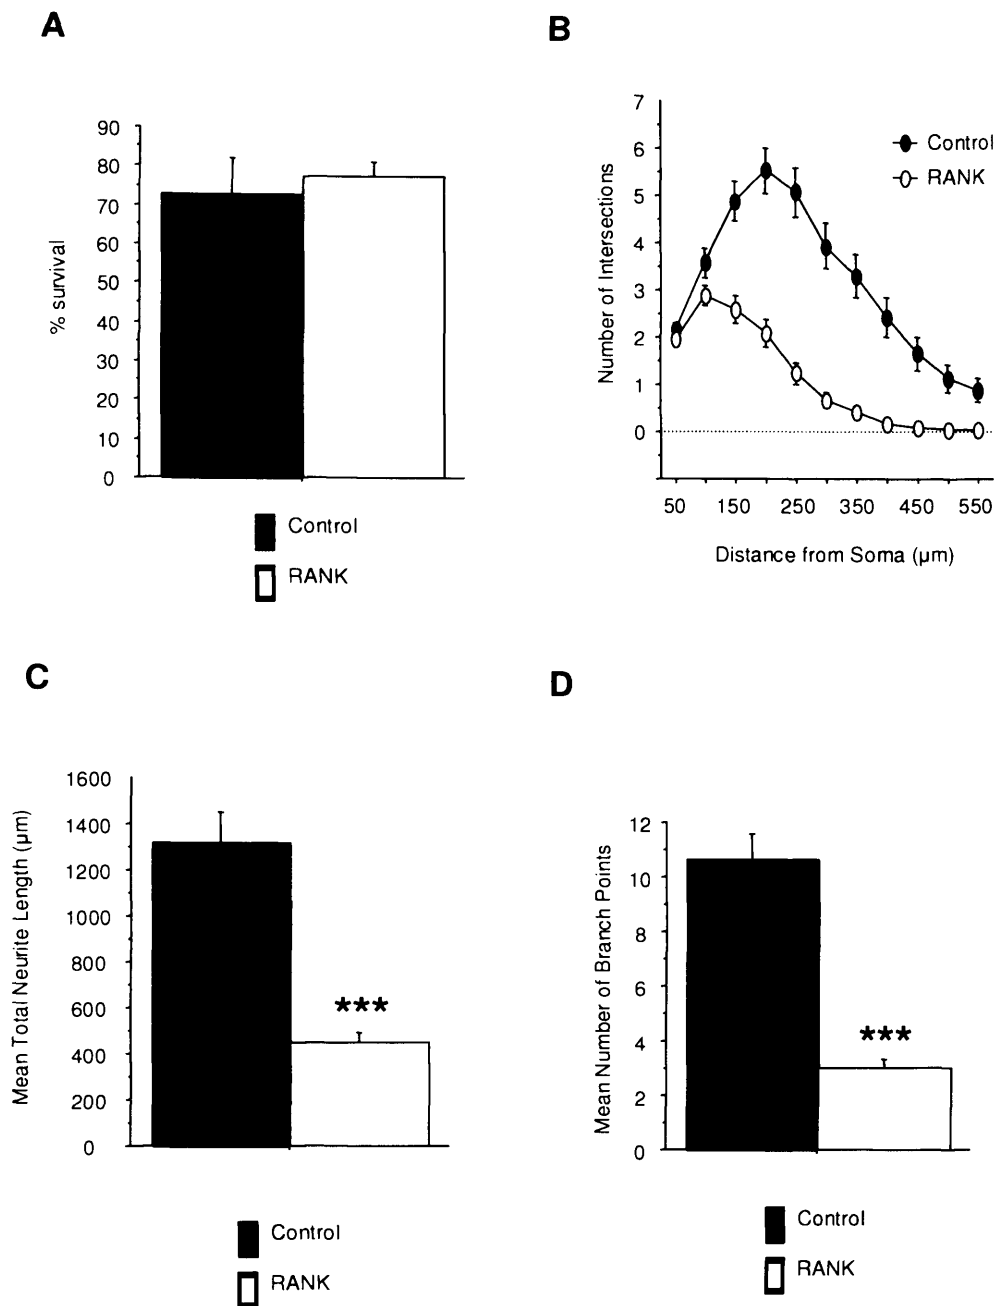 A
% survival
90
80
70
60
50
40
30
20
10
0
Control
RANK
B
Number of Intersections
7
6
5
4
3
2
1
0
Control
RANK
50 150 250 350 450 550
Distance from Soma (µm)
C
Mean Total Neurite Length (µm)
1600
1400
1200
1000
800
600
400
200
0
***
Control
RANK
D
Mean Number of Branch Points
12
10
8
6
4
2
0
***
Control
RANK